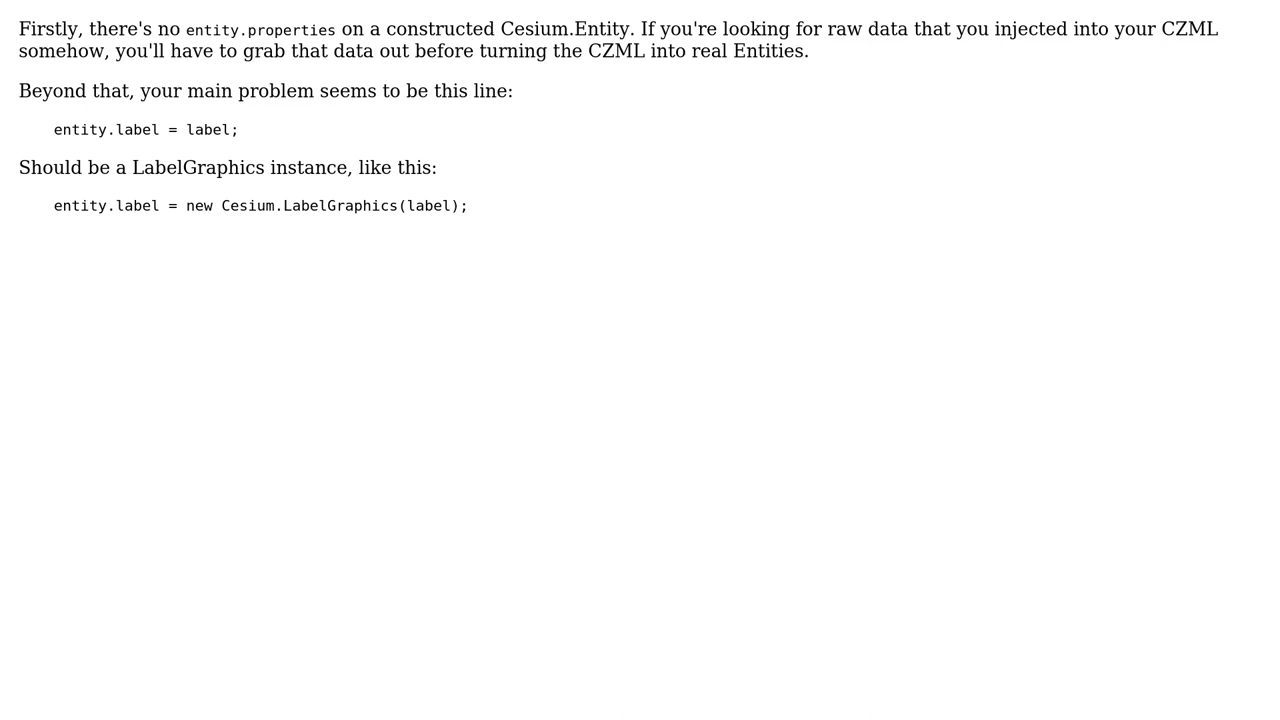 Firstly, there's no entity.properties on a constructed Cesium.Entity. If you're looking for raw data that you injected into your CZML
somehow, you'll have to grab that data out before turning the CZML into real Entities.
Beyond that, your main problem seems to be this line:
entity.label = label;
Should be a LabelGraphics instance, like this:
entity.label = new Cesium.LabelGraphics(label);